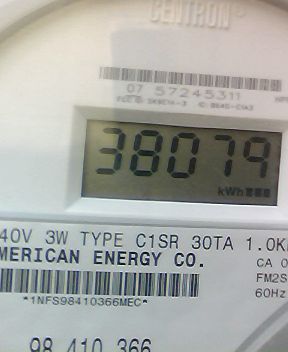 CENTRON®
07 57245311
38079
kWh
40V 3W TYPE C1SR 30TA 1.0K
MERICAN ENERGY CO.
CA 0
FM2S
60Hz
*1NFS98410366MEC*
98 410 366